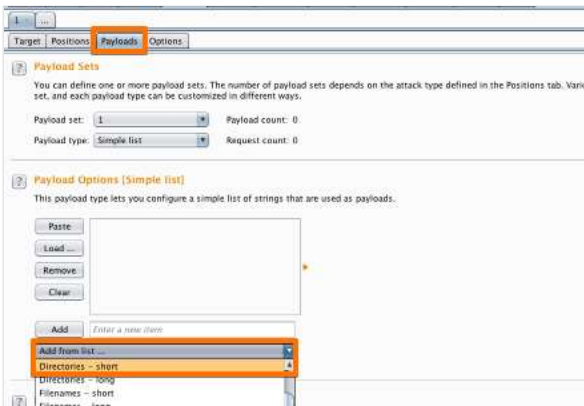 1 ...
Target Positions Payloads Options
? Payload Sets
You can define one or more payload sets. The number of payload sets depends on the attack type defined in the Positions tab. Vari
set, and each payload type can be customized in different ways.
Payload set: 1 Payload count: 0
Payload type: Simple list Request count: 0
? Payload Options [Simple list]
This payload type lets you configure a simple list of strings that are used as payloads.
Paste
Load ...
Remove
Clear
Add Enter a new item
Add from list ...
Directories - short
Directories - long
Filenames - short
? Filenames - long